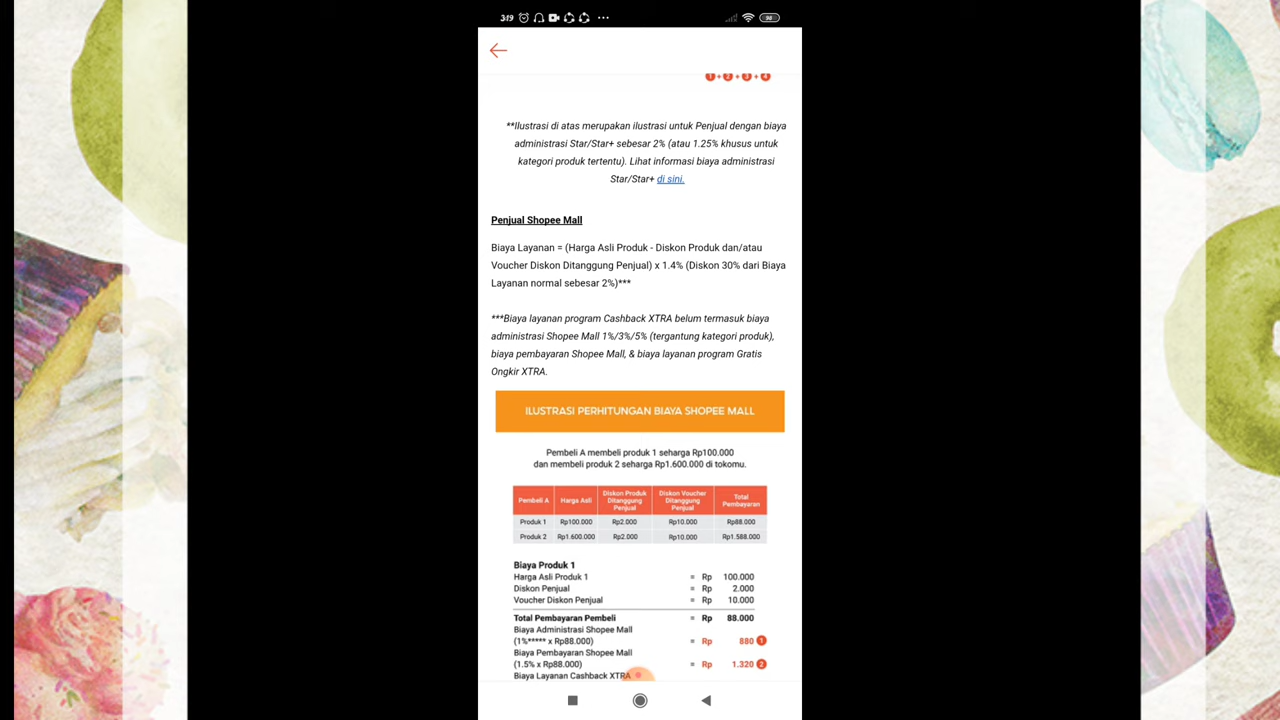 3:19
98
1+2+3+4
**Ilustrasi di atas merupakan ilustrasi untuk Penjual dengan biaya
administrasi Star/Star+ sebesar 2% (atau 1.25% khusus untuk
kategori produk tertentu). Lihat informasi biaya administrasi
Star/Star+ di sini.
Penjual Shopee Mall
Biaya Layanan = (Harga Asli Produk - Diskon Produk dan/atau
Voucher Diskon Ditanggung Penjual) x 1.4% (Diskon 30% dari Biaya
Layanan normal sebesar 2%)***
***Biaya layanan program Cashback XTRA belum termasuk biaya
administrasi Shopee Mall 1%/3%/5% (tergantung kategori produk),
biaya pembayaran Shopee Mall, & biaya layanan program Gratis
Ongkir XTRA.
ILUSTRASI PERHITUNGAN BIAYA SHOPEE MALL
Pembeli A membeli produk 1 seharga Rp100.000
dan membeli produk 2 seharga Rp1.600.000 di tokomu.
Pembeli A Harga Asli Diskon Produk Ditanggung Penjual Diskon Voucher Ditanggung Penjual Total Pembayaran
Produk 1 Rp100.000 Rp2.000 Rp10.000 Rp88.000
Produk 2 Rp1.600.000 Rp2.000 Rp10.000 Rp1.588.000
Biaya Produk 1
Harga Asli Produk 1 = Rp 100.000
Diskon Penjual = Rp 2.000
Voucher Diskon Penjual = Rp 10.000
Total Pembayaran Pembeli = Rp 88.000
Biaya Administrasi Shopee Mall
(1%***** x Rp88.000) = Rp 880 1
Biaya Pembayaran Shopee Mall
(1.5% x Rp88.000) = Rp 1.320 2
Biaya Layanan Cashback XTRA